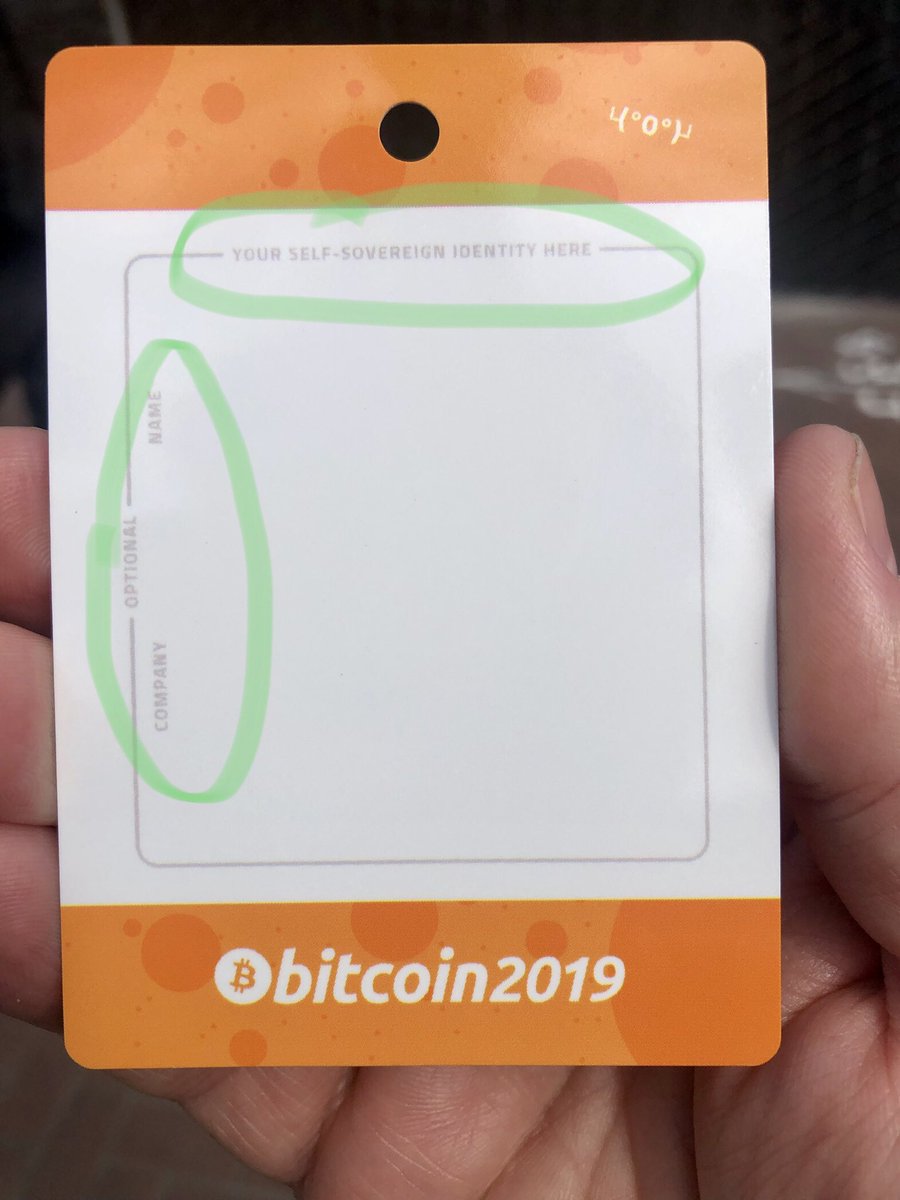 YOUR SELF-SOVEREIGN IDENTITY HERE
NAME
OPTIONAL
COMPANY
bitcoin2019